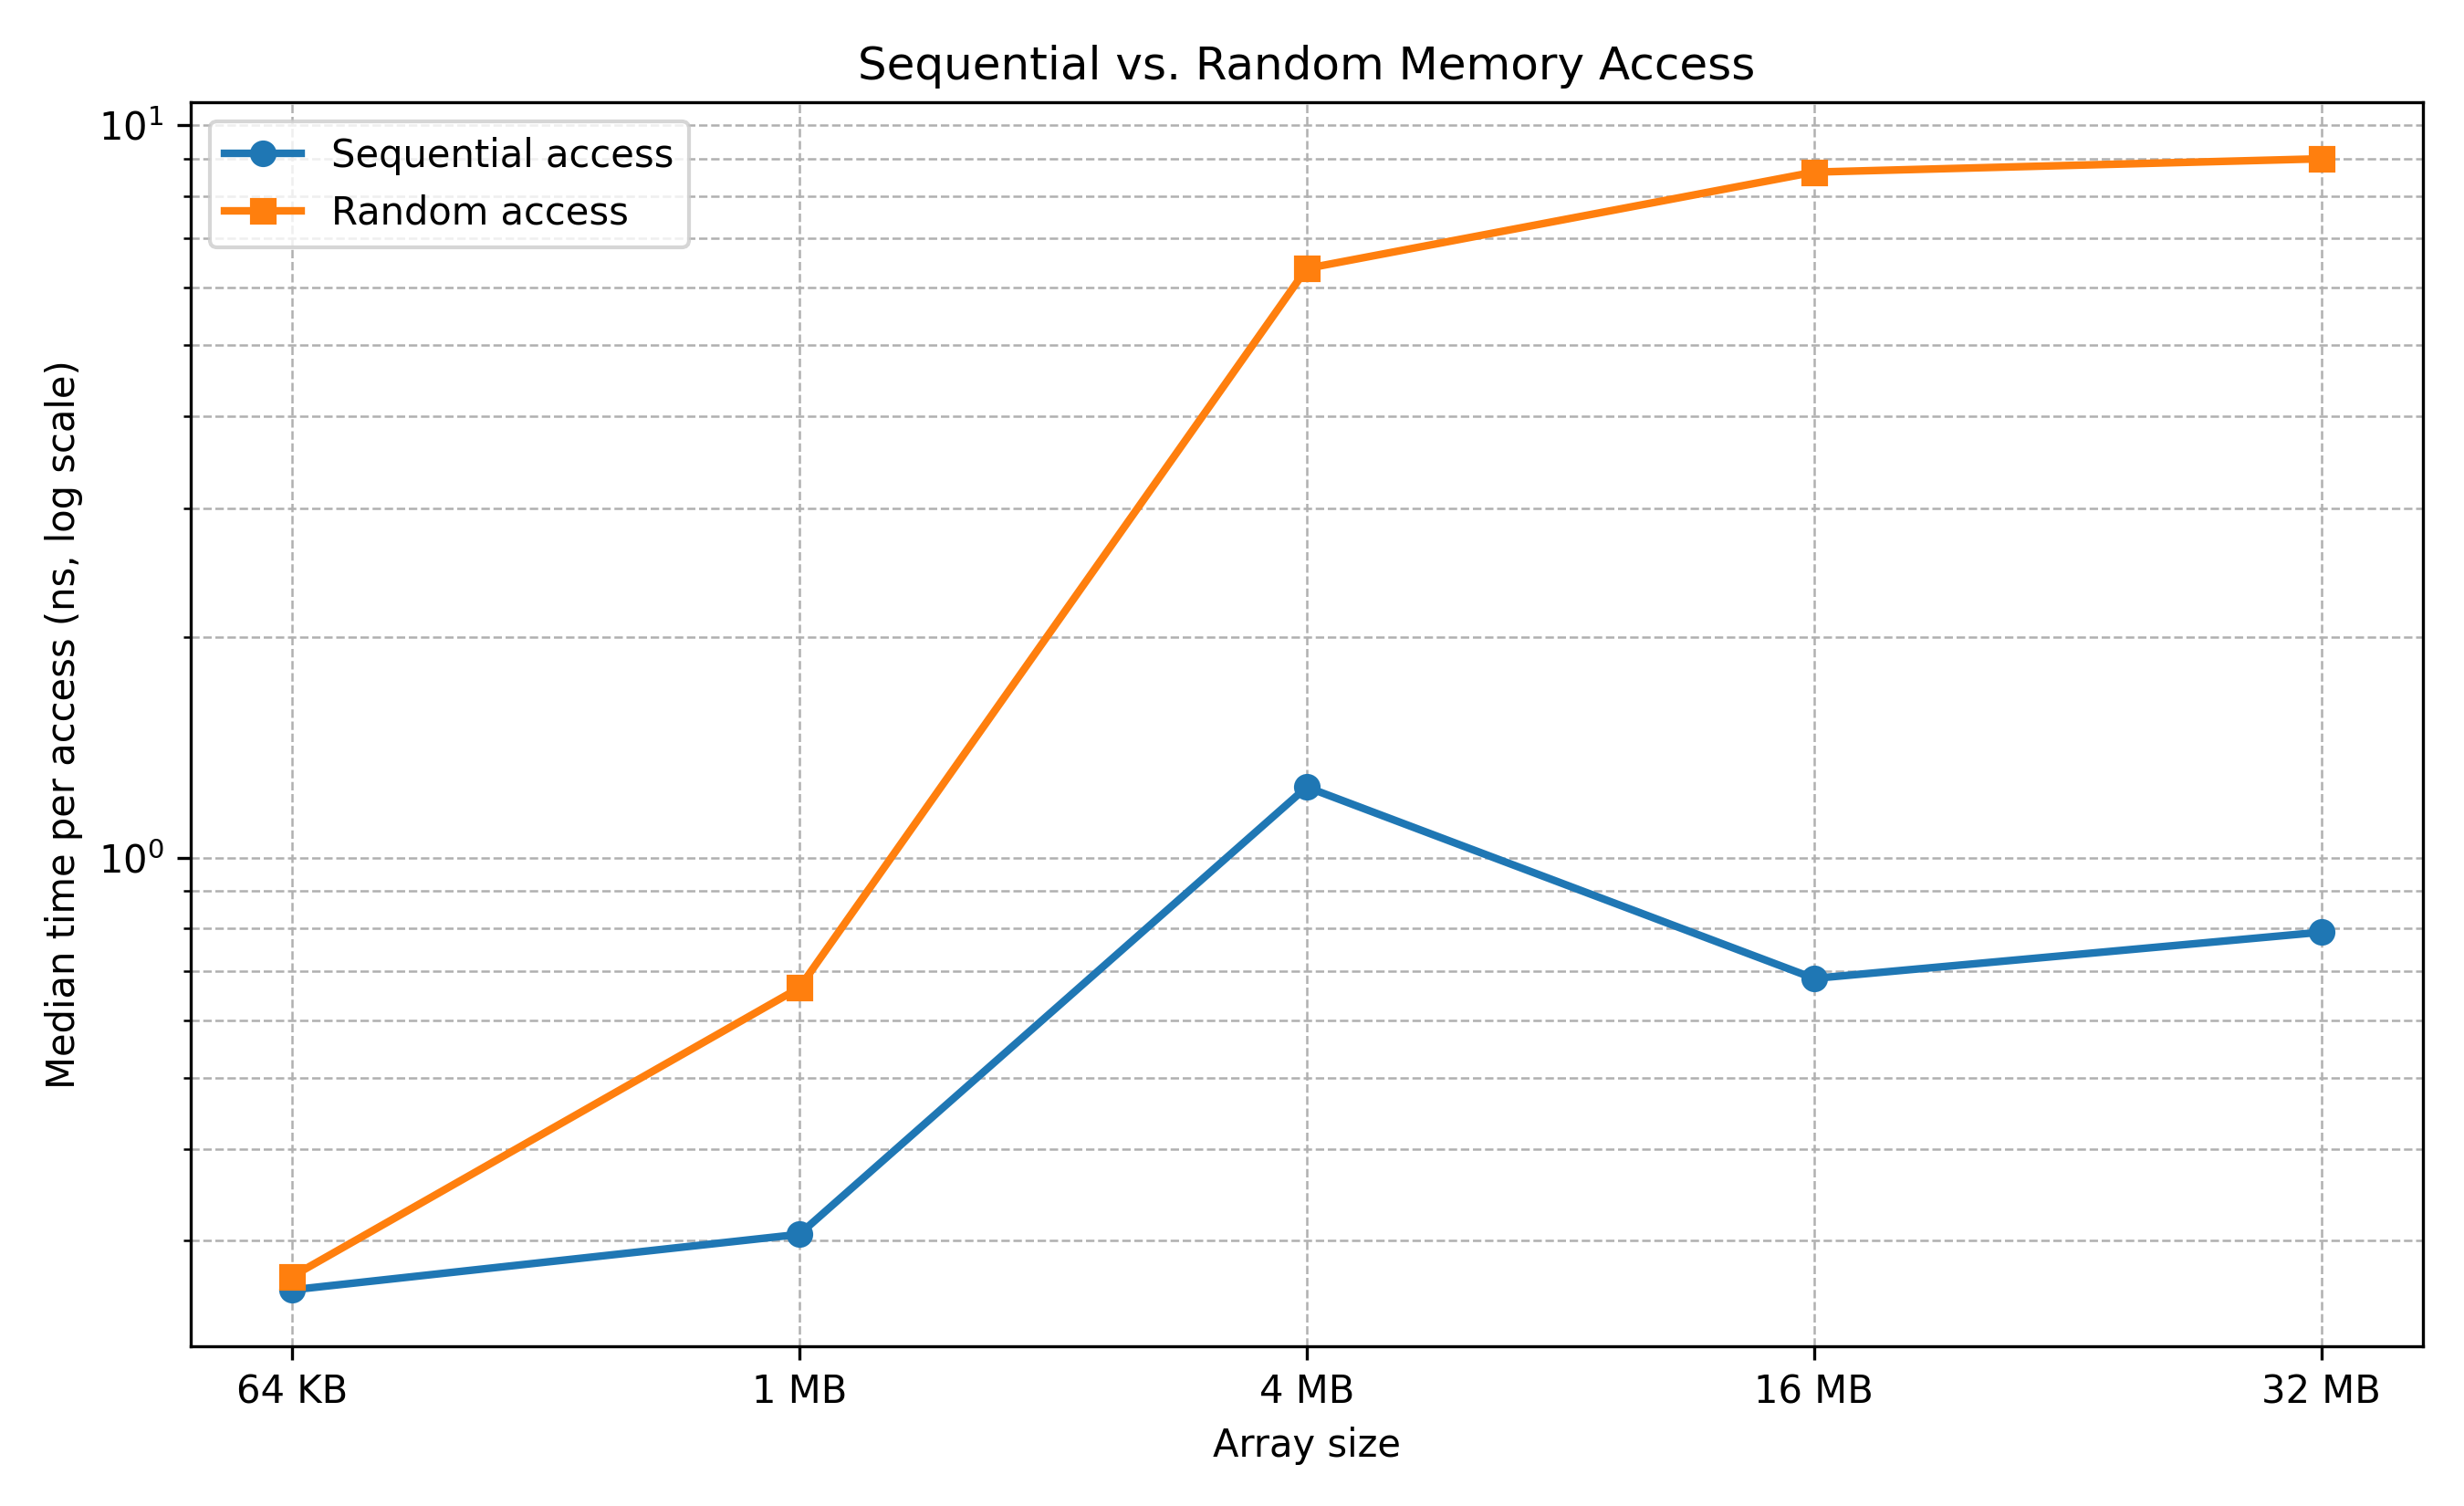 Sequential vs. Random Memory Access
10¹
Sequential access
Random access
Median time per access (ns, log scale)
10⁰
64 KB
1 MB
4 MB
16 MB
32 MB
Array size